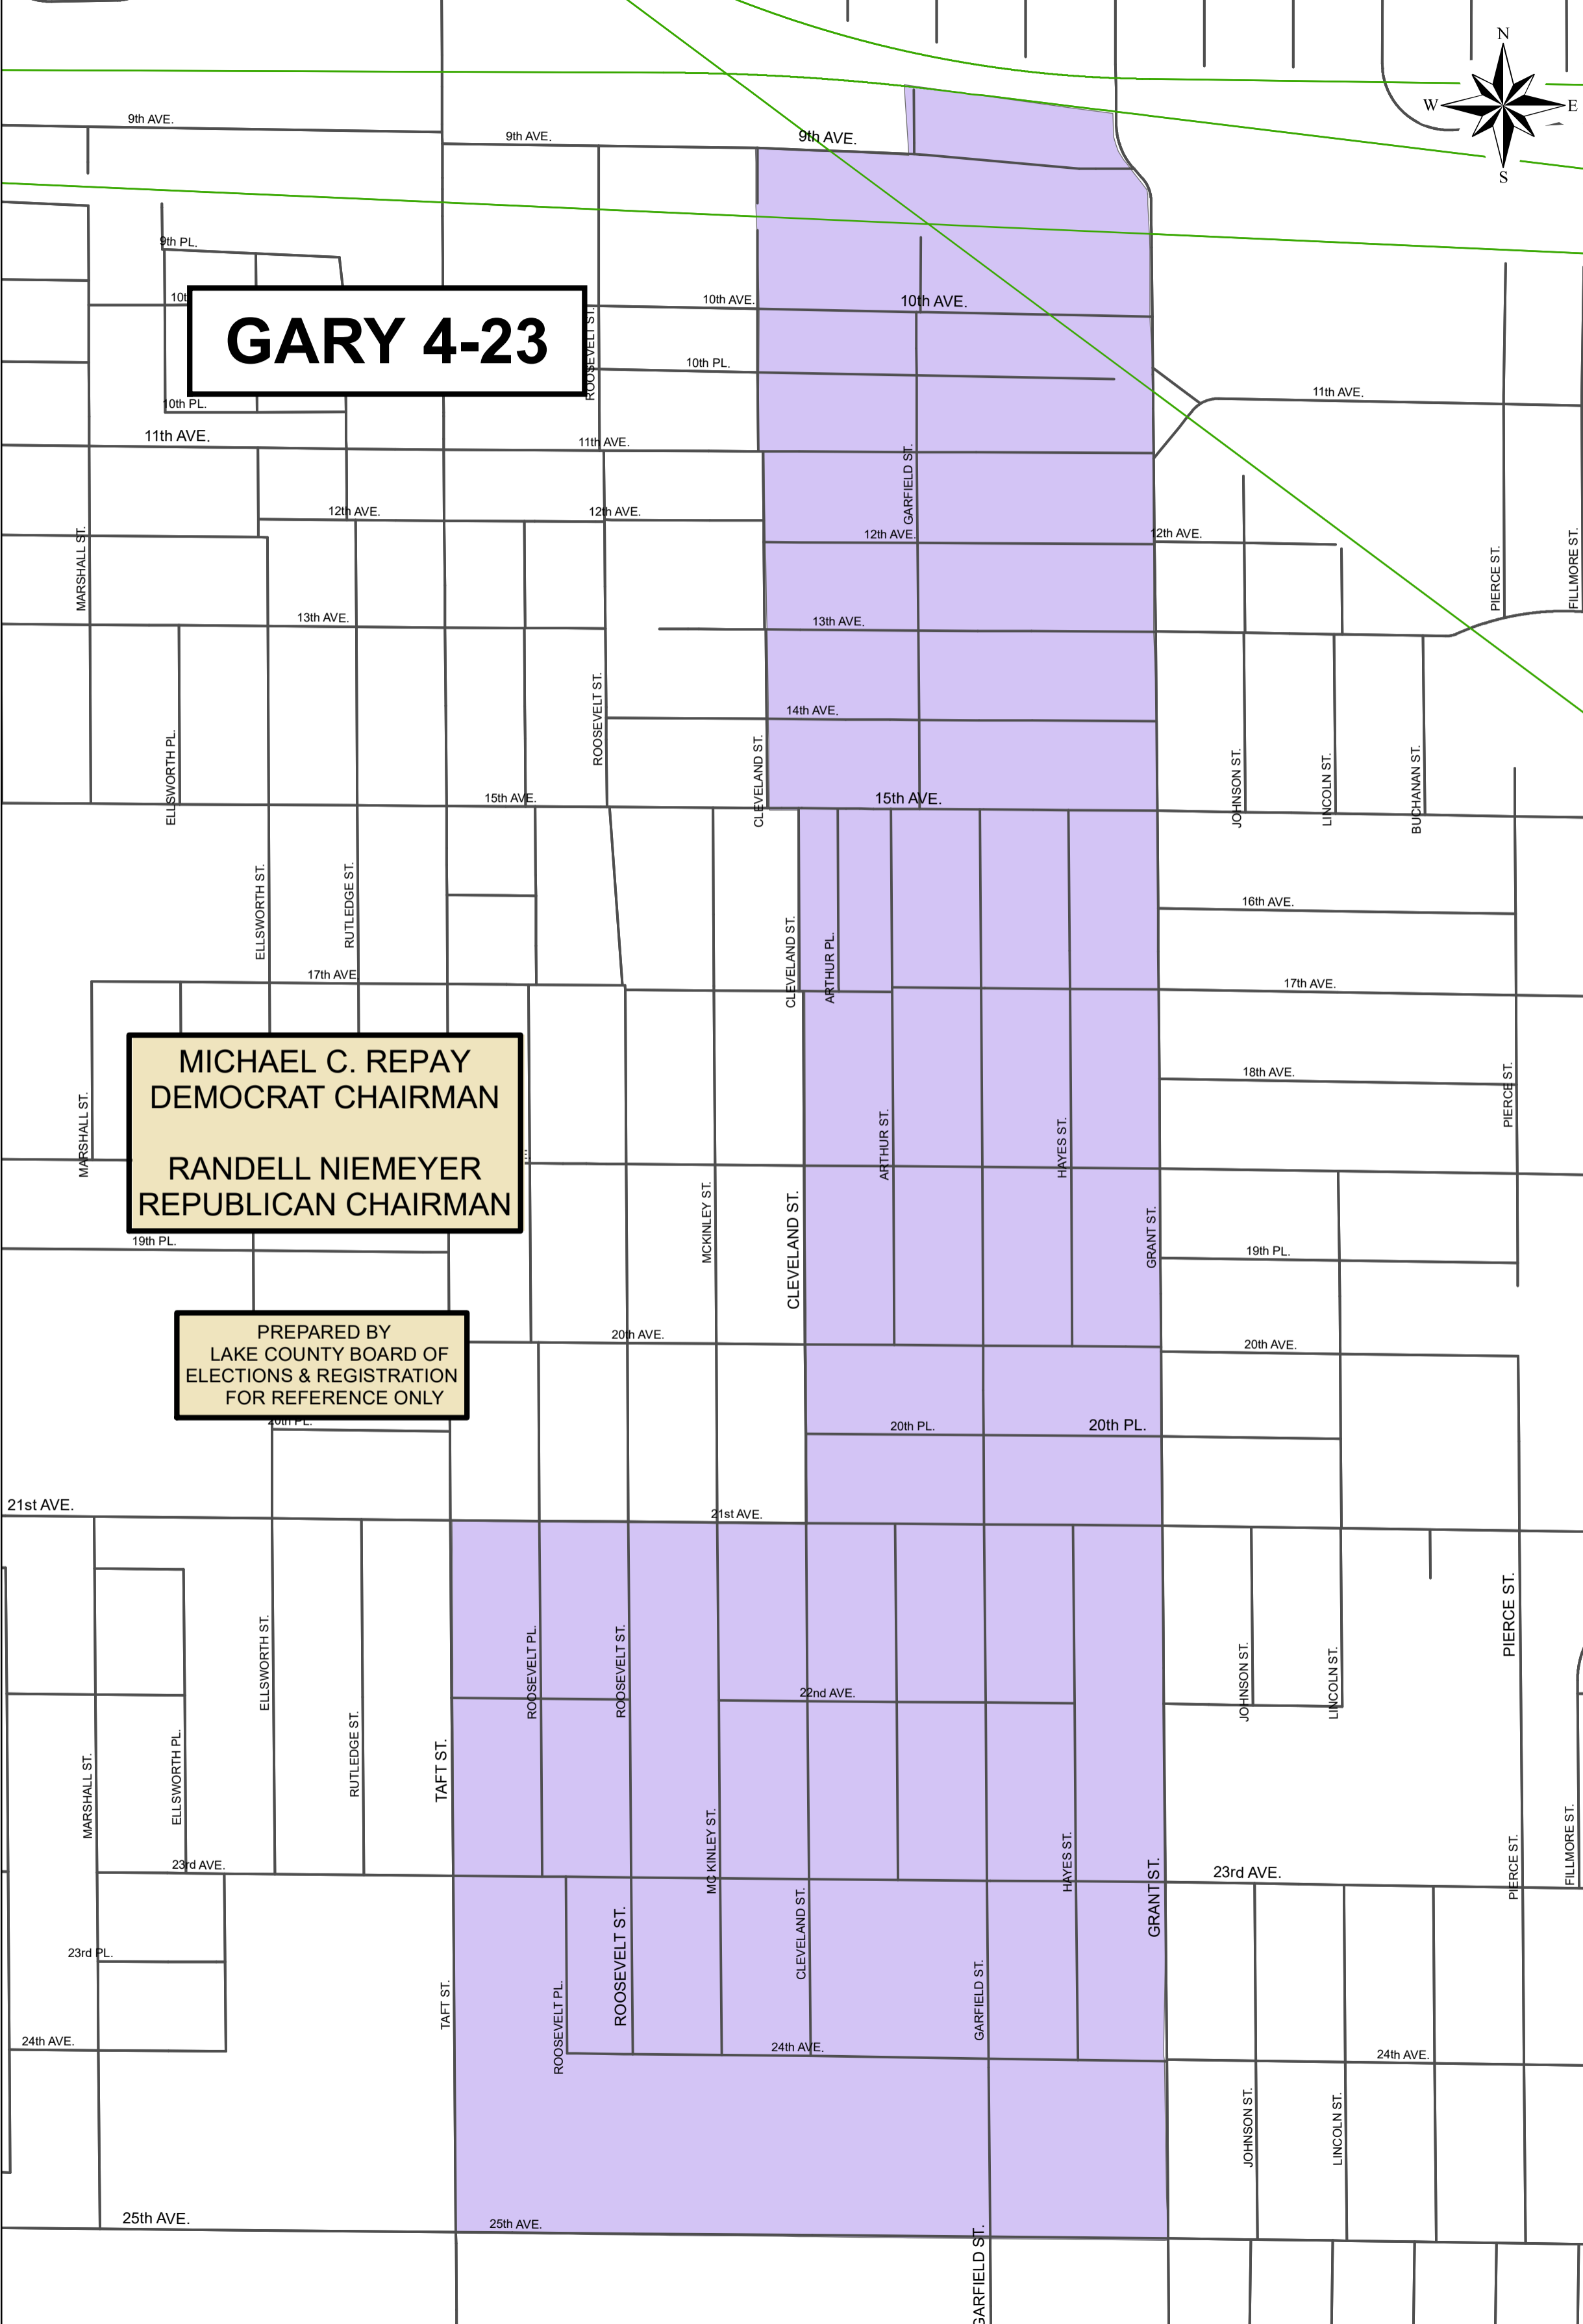 N
W
E
S
9th AVE.
9th AVE.
9th AVE.
9th PL.
10th AVE.
10th AVE.
GARY 4-23
ROOSEVELT ST.
10th PL.
10th PL.
11th AVE.
11th AVE.
11th AVE.
GARFIELD ST.
12th AVE.
12th AVE.
12th AVE.
12th AVE.
MARSHALL ST.
PIERCE ST.
FILLMORE ST.
13th AVE.
13th AVE.
ROOSEVELT ST.
14th AVE.
ELLSWORTH PL.
CLEVELAND ST.
JOHNSON ST.
LINCOLN ST.
BUCHANAN ST.
15th AVE.
15th AVE.
ELLSWORTH ST.
RUTLEDGE ST.
CLEVELAND ST.
ARTHUR PL.
16th AVE.
17th AVE
17th AVE.
MICHAEL C. REPAY
DEMOCRAT CHAIRMAN
RANDELL NIEMEYER
REPUBLICAN CHAIRMAN
18th AVE.
MARSHALL ST.
ARTHUR ST.
HAYES ST.
PIERCE ST.
MCKINLEY ST.
CLEVELAND ST.
GRANT ST.
19th PL.
19th PL.
PREPARED BY
LAKE COUNTY BOARD OF
ELECTIONS & REGISTRATION
FOR REFERENCE ONLY
20th AVE.
20th AVE.
20th PL.
20th PL.
20th PL.
21st AVE.
21st AVE.
ELLSWORTH ST.
ROOSEVELT PL.
ROOSEVELT ST.
JOHNSON ST.
LINCOLN ST.
PIERCE ST.
22nd AVE.
MARSHALL ST.
ELLSWORTH PL.
RUTLEDGE ST.
TAFT ST.
MC KINLEY ST.
HAYES ST.
GRANT ST.
PIERCE ST.
FILLMORE ST.
23rd AVE.
23rd AVE.
23rd PL.
TAFT ST.
ROOSEVELT PL.
ROOSEVELT ST.
CLEVELAND ST.
GARFIELD ST.
24th AVE.
24th AVE.
24th AVE.
JOHNSON ST.
LINCOLN ST.
25th AVE.
25th AVE.
GARFIELD ST.